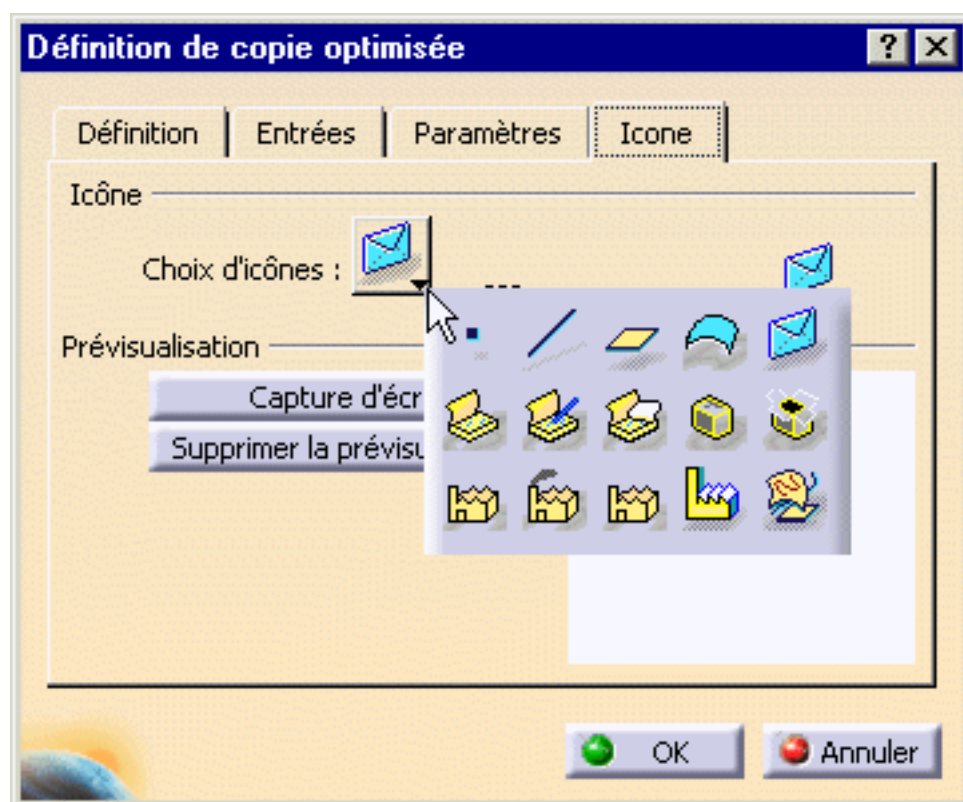 Définition de copie optimisée
Définition Entrées Paramètres Icone
Icône
Choix d'icônes : ...
Prévisualisation
Capture d'écr
Supprimer la prévisu
OK Annuler